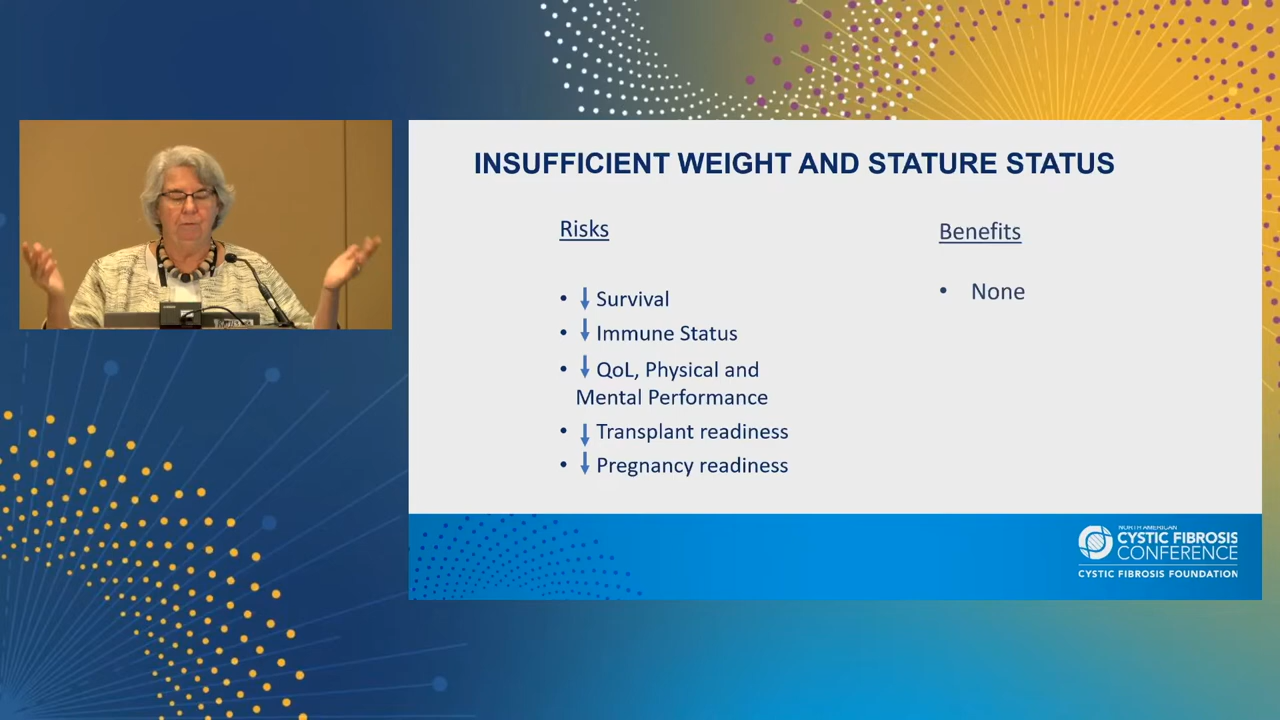 INSUFFICIENT WEIGHT AND STATURE STATUS
Risks
• ↓ Survival
• ↓ Immune Status
• ↓ QoL, Physical and
Mental Performance
• ↓ Transplant readiness
• ↓ Pregnancy readiness
Benefits
• None
NORTH AMERICAN
CYSTIC FIBROSIS
CONFERENCE
CYSTIC FIBROSIS FOUNDATION